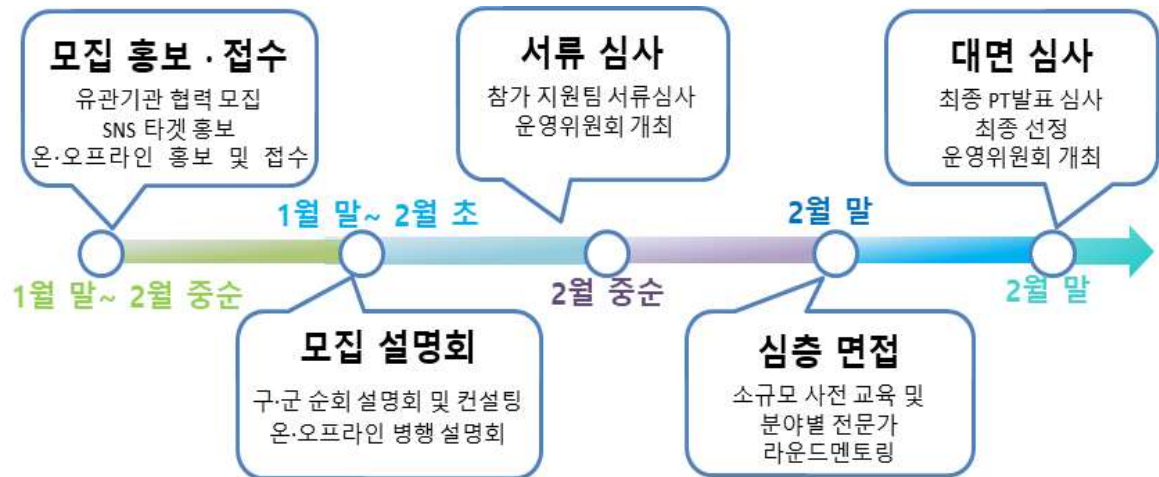 모집 홍보 · 접수
유관기관 협력 모집
SNS 타겟 홍보
온·오프라인 홍보 및 접수
서류 심사
참가 지원팀 서류심사
운영위원회 개최
대면 심사
최종 PT발표 심사
최종 선정
운영위원회 개최
1월 말~ 2월 초
2월 말
1월 말~ 2월 중순
2월 중순
2월 말
모집 설명회
구·군 순회 설명회 및 컨설팅
온·오프라인 병행 설명회
심층 면접
소규모 사전 교육 및
분야별 전문가
라운드멘토링